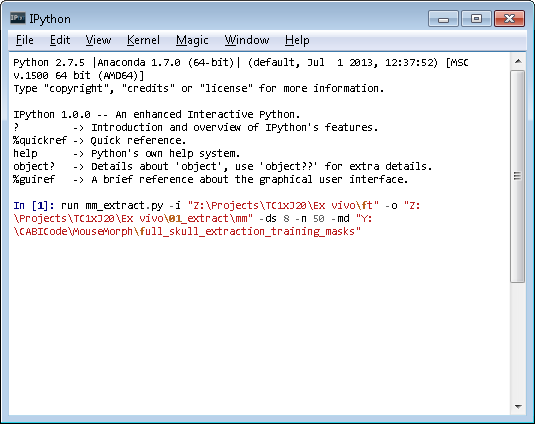 IPython
File Edit View Kernel Magic Window Help
Python 2.7.5 |Anaconda 1.7.0 (64-bit)| (default, Jul  1 2013, 12:37:52) [MSC
v.1500 64 bit (AMD64)]
Type "copyright", "credits" or "license" for more information.
IPython 1.0.0 -- An enhanced Interactive Python.
?         -> Introduction and overview of IPython's features.
%quickref -> Quick reference.
help      -> Python's own help system.
object?   -> Details about 'object', use 'object??' for extra details.
%guiref   -> A brief reference about the graphical user interface.
In [1]: run mm_extract.py -i "Z:\Projects\TC1xJ20\Ex vivo\ft" -o "Z:
\Projects\TC1xJ20\Ex vivo\01_extract\mm" -ds 8 -n 50 -md "Y:
\CABICode\MouseMorph\full_skull_extraction_training_masks"